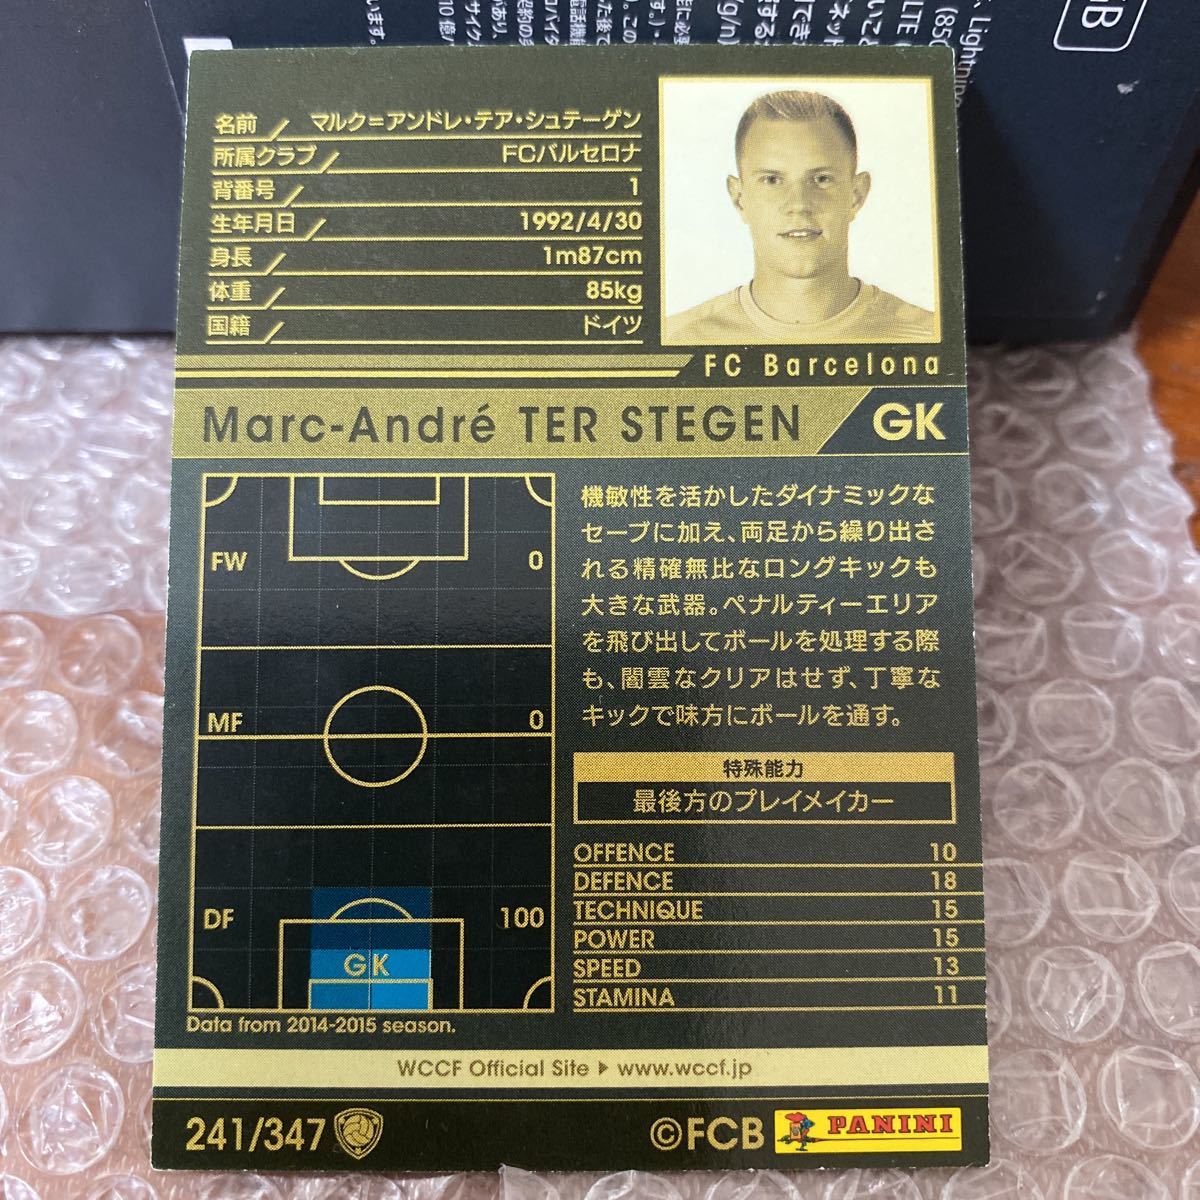 名前 マルク=アンドレ・テア・シュテーゲン
所属クラブ FCバルセロナ
背番号 1
生年月日 1992/4/30
身長 1m87cm
体重 85kg
国籍 ドイツ
FC Barcelona
Marc-André TER STEGEN GK
FW 0
MF 0
DF 100
GK
Data from 2014-2015 season.
機敏性を活かしたダイナミックな
セーブに加え、両足から繰り出さ
れる精確無比なロングキックも
大きな武器。ペナルティーエリア
を飛び出してボールを処理する際
も、闇雲なクリアはせず、丁寧な
キックで味方にボールを通す。
特殊能力
最後方のプレイメイカー
OFFENCE 10
DEFENCE 18
TECHNIQUE 15
POWER 15
SPEED 13
STAMINA 11
WCCF Official Site ▶ www.wccf.jp
241/347
©FCB PANINI